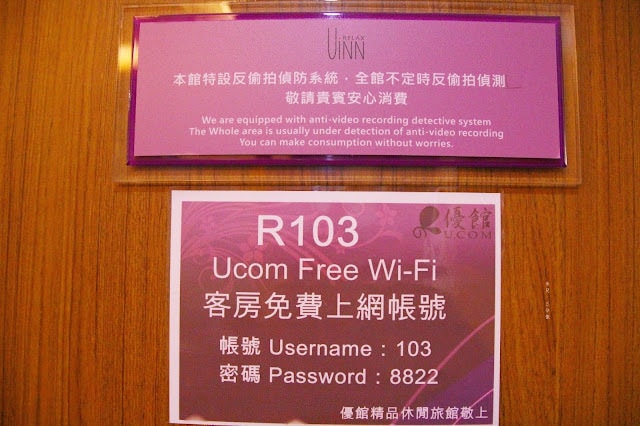 RELAX
UINN
本館特設反偷拍偵防系統，全館不定時反偷拍偵測
敬請貴賓安心消費
We are equipped with anti-video recording detective system
The Whole area is usually under detection of anti-video recording
You can make consumption without worries.
優館
UCOM
R103
Ucom Free Wi-Fi
客房免費上網帳號
帳號 Username : 103
密碼 Password : 8822
優館精品休閒旅館敬上